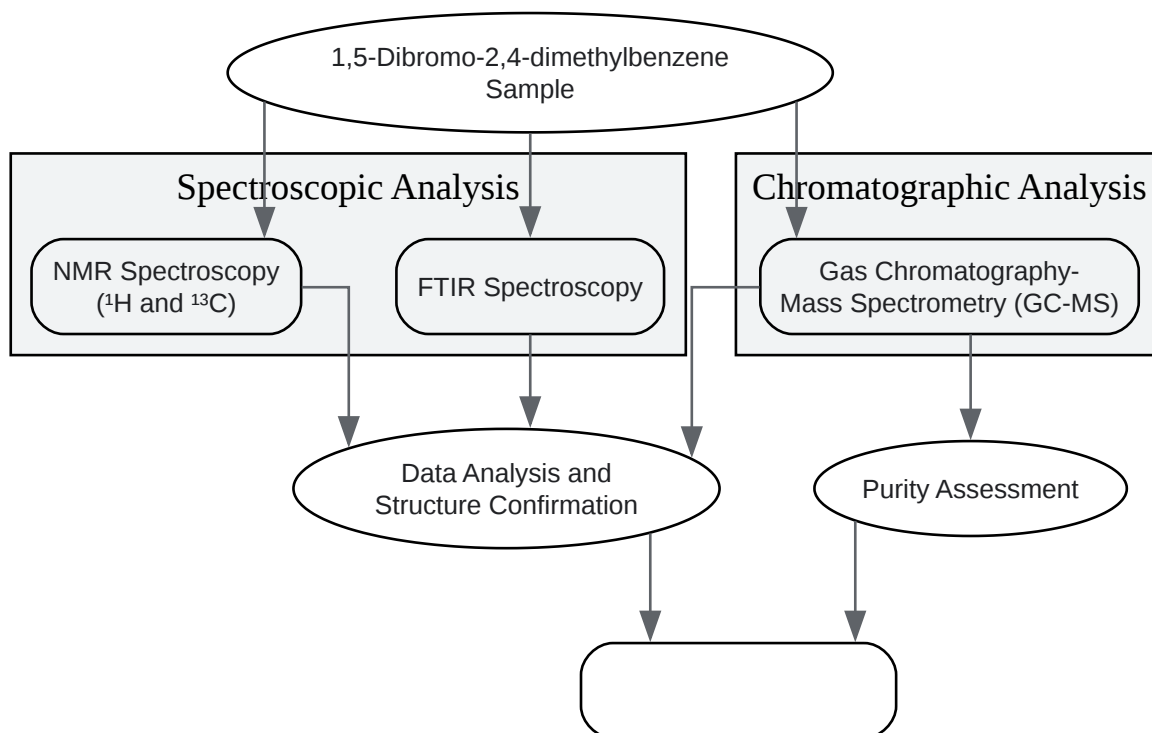 1,5-Dibromo-2,4-dimethylbenzene
Sample
Spectroscopic Analysis
Chromatographic Analysis
NMR Spectroscopy
(¹H and ¹³C)
FTIR Spectroscopy
Gas Chromatography-
Mass Spectrometry (GC-MS)
Data Analysis and
Structure Confirmation
Purity Assessment